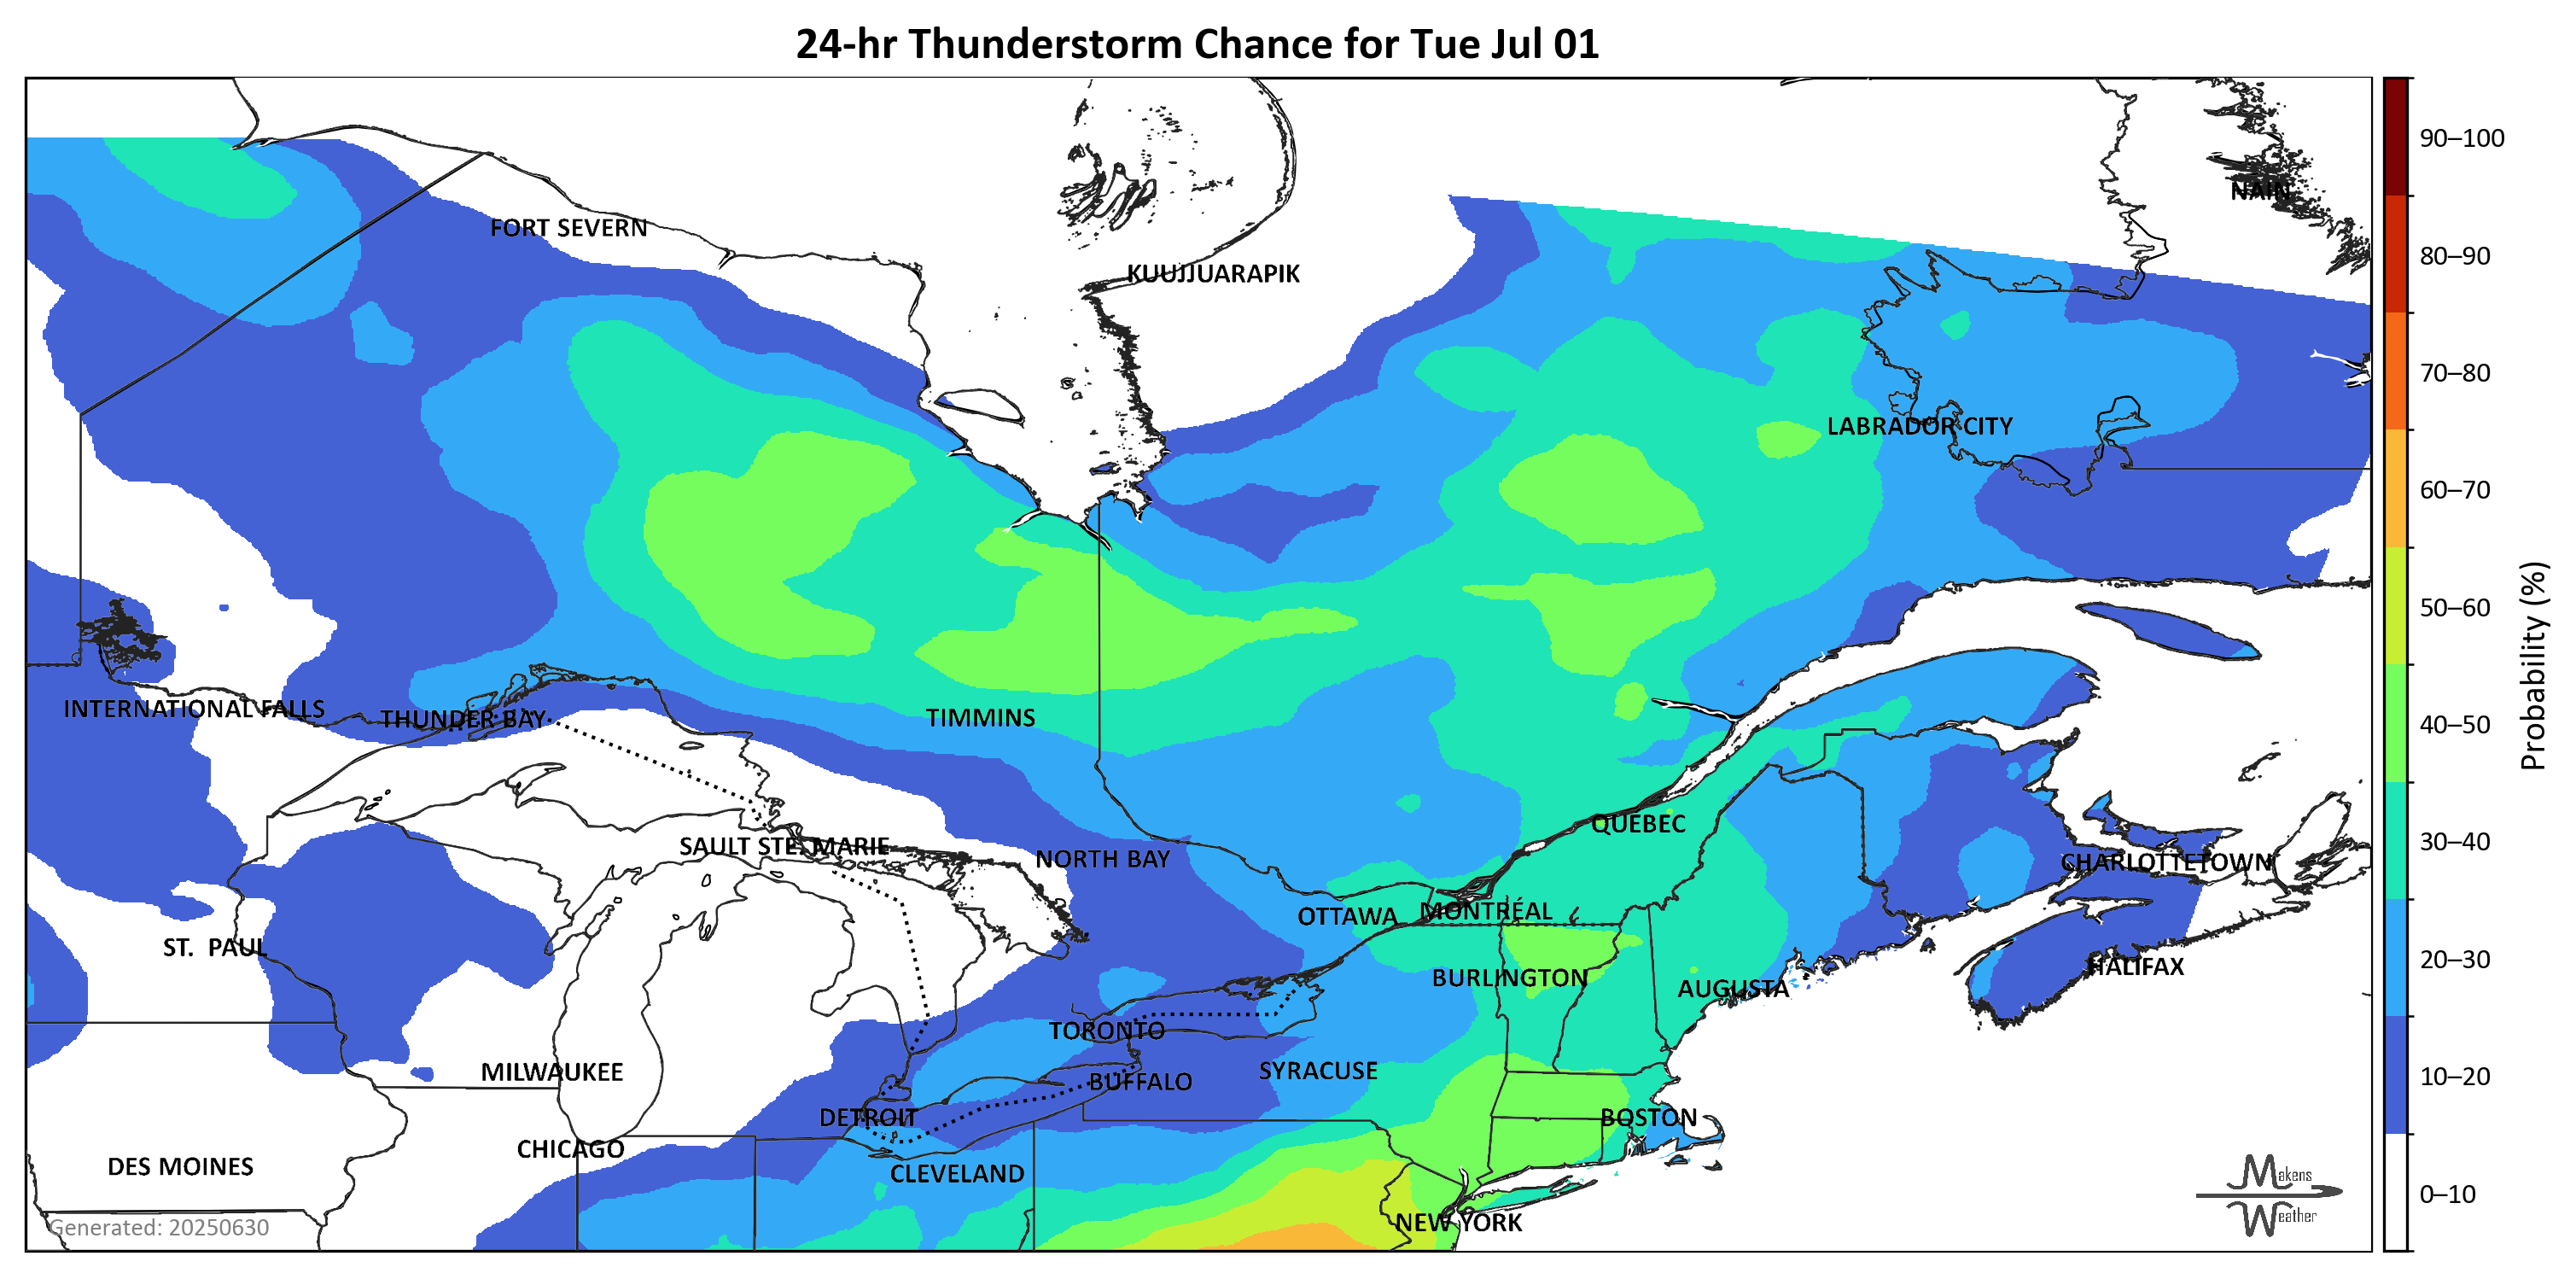 24-hr Thunderstorm Chance for Tue Jul 01
90–100
NAIN
FORT SEVERN
80–90
KUUJJUARAPIK
70–80
LABRADOR CITY
60–70
50–60
Probability (%)
INTERNATIONAL FALLS
THUNDER BAY
TIMMINS
40–50
QUEBEC
30–40
SAULT STE. MARIE
NORTH BAY
CHARLOTTETOWN
OTTAWA
MONTRÉAL
ST. PAUL
20–30
HALIFAX
BURLINGTON
AUGUSTA
TORONTO
MILWAUKEE
SYRACUSE
BUFFALO
10–20
DETROIT
BOSTON
CHICAGO
DES MOINES
CLEVELAND
Makens
Weather
0–10
NEW YORK
Generated: 20250630